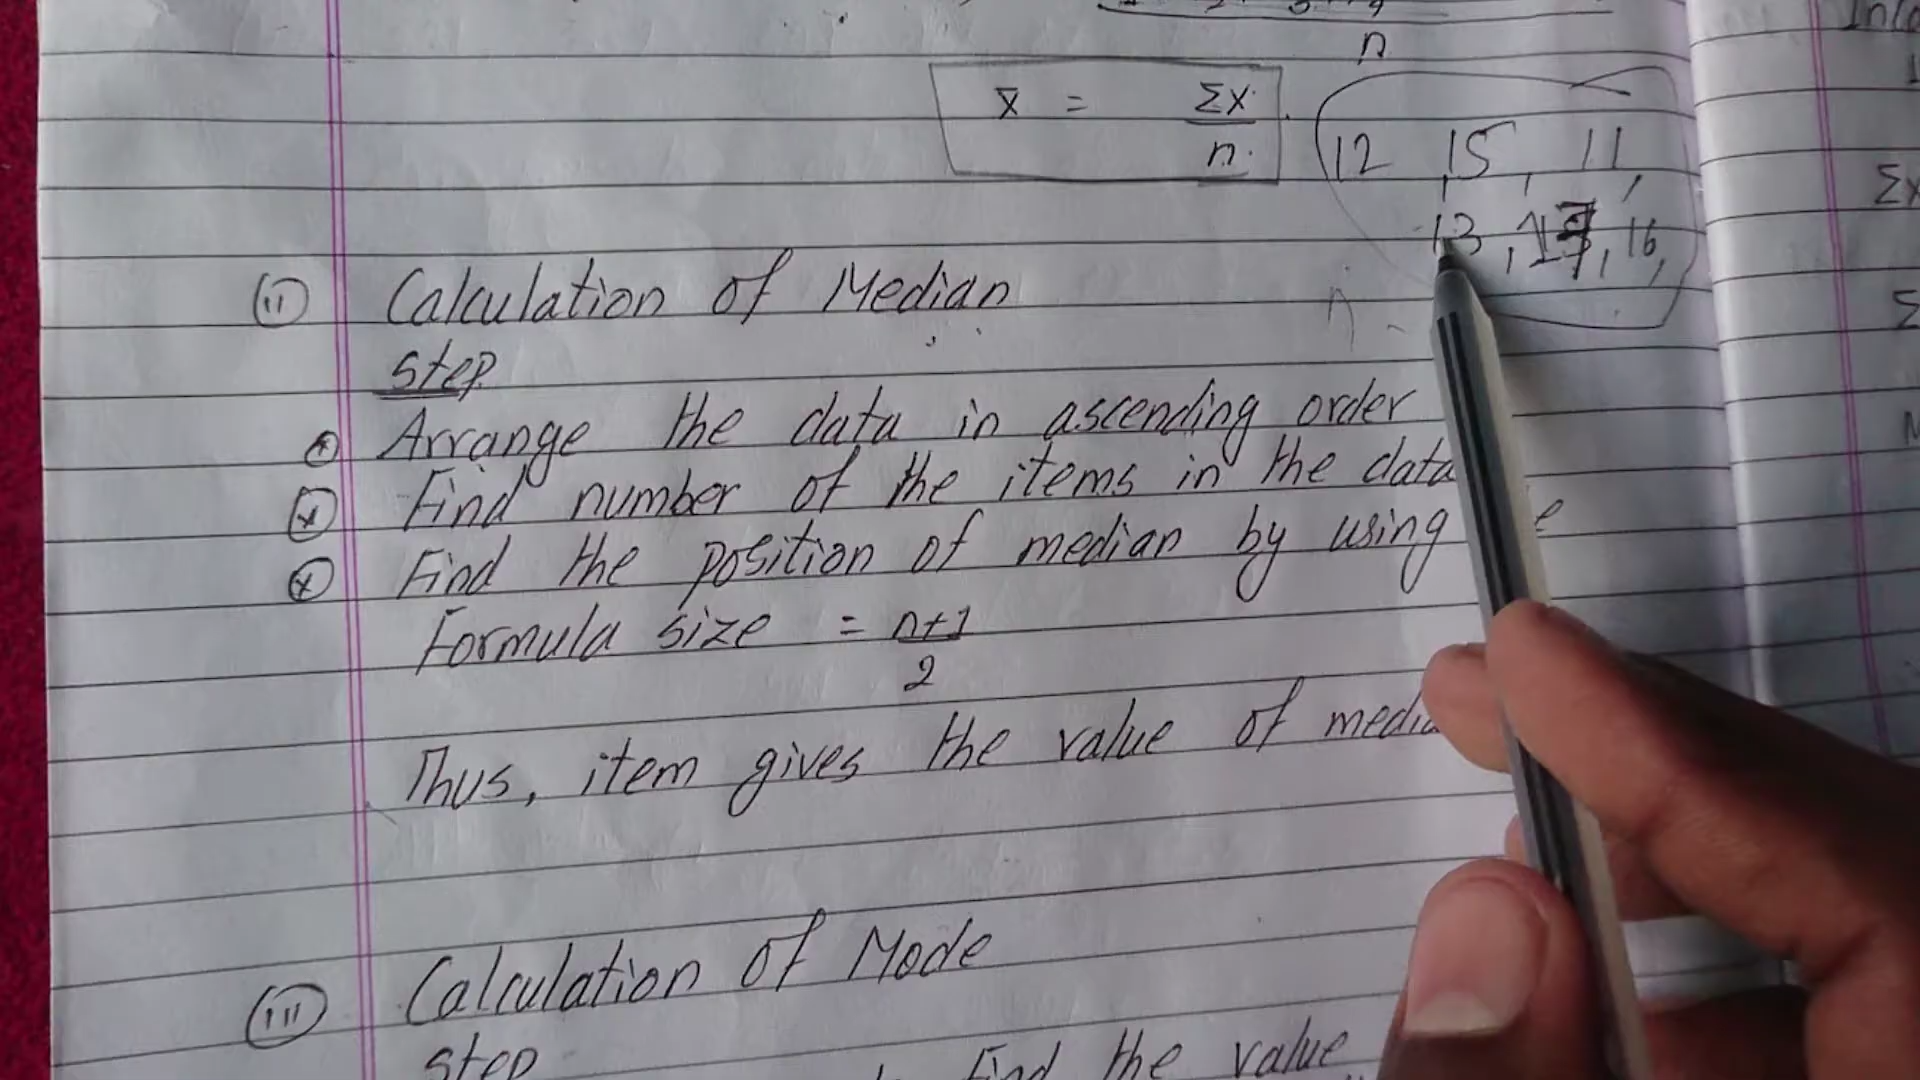 n
x̄ = Σx
n.
12, 15, 11,
13, 16,
(ii) Calculation of Median
step
Arrange the data in ascending order
Find number of the items in the data
Find the position of median by using
Formula size = n+1
2
Thus, item gives the value of media
(iii) Calculation of Mode
step
find the value